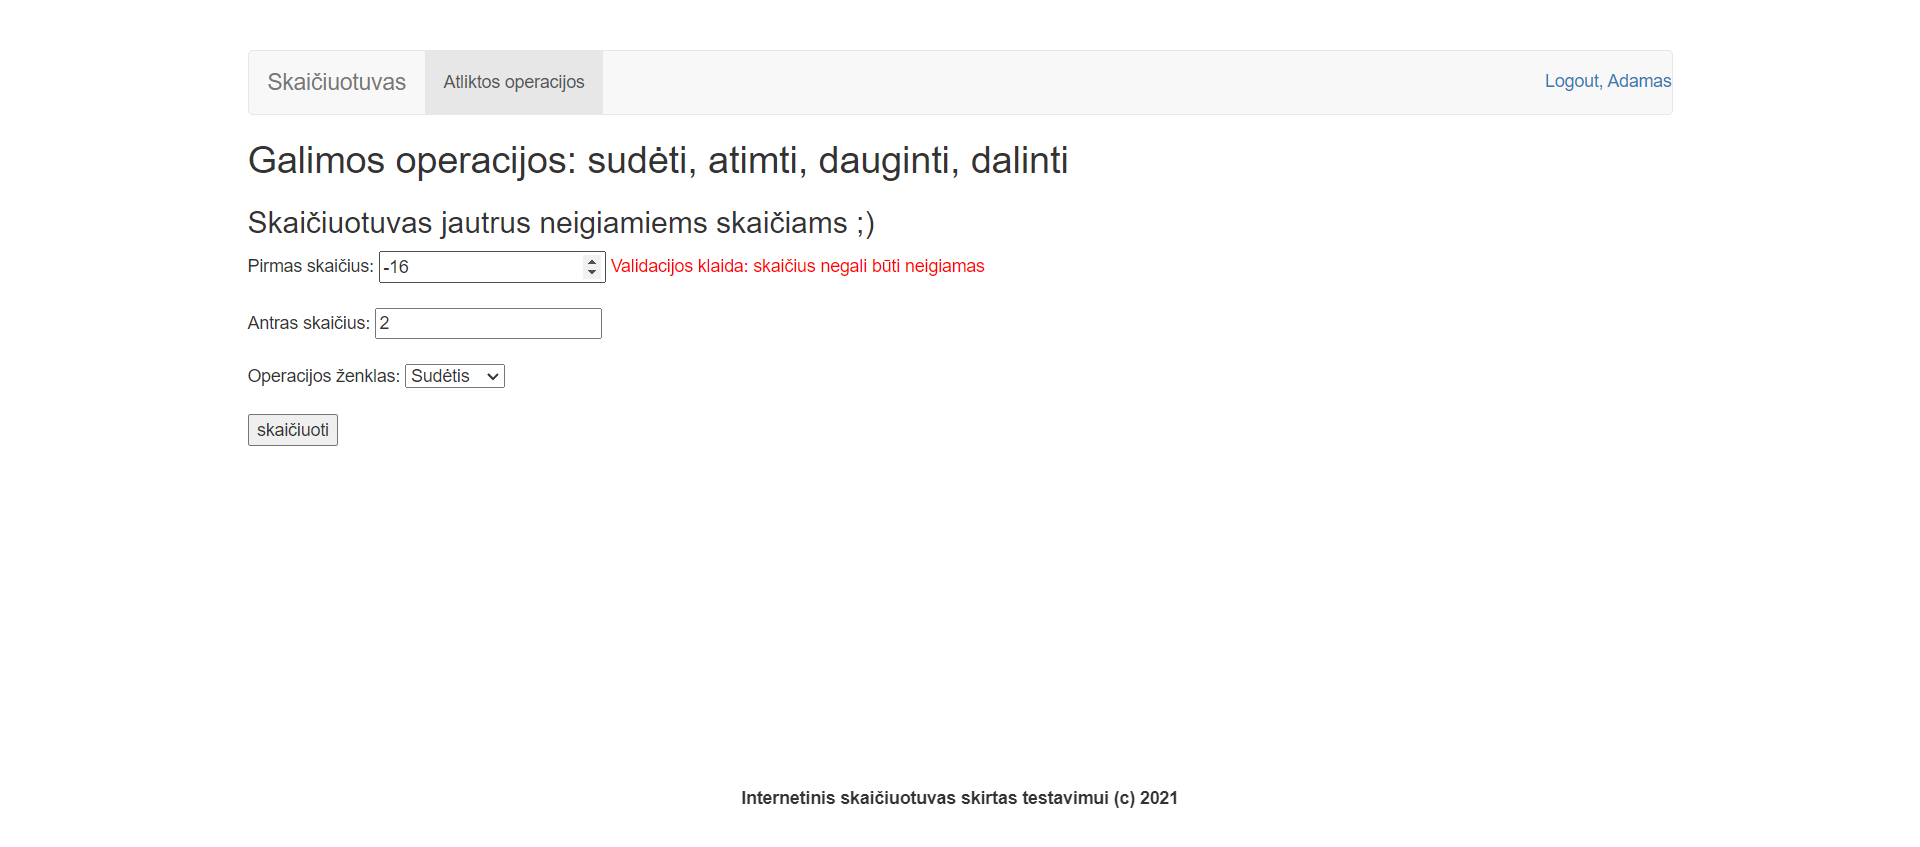 Skaičiuotuvas Atliktos operacijos Logout, Adamas
Galimos operacijos: sudėti, atimti, dauginti, dalinti
Skaičiuotuvas jautrus neigiamiems skaičiams ;)
Pirmas skaičius: -16 Validacijos klaida: skaičius negali būti neigiamas
Antras skaičius: 2
Operacijos ženklas: Sudėtis
skaičiuoti
Internetinis skaičiuotuvas skirtas testavimui (c) 2021